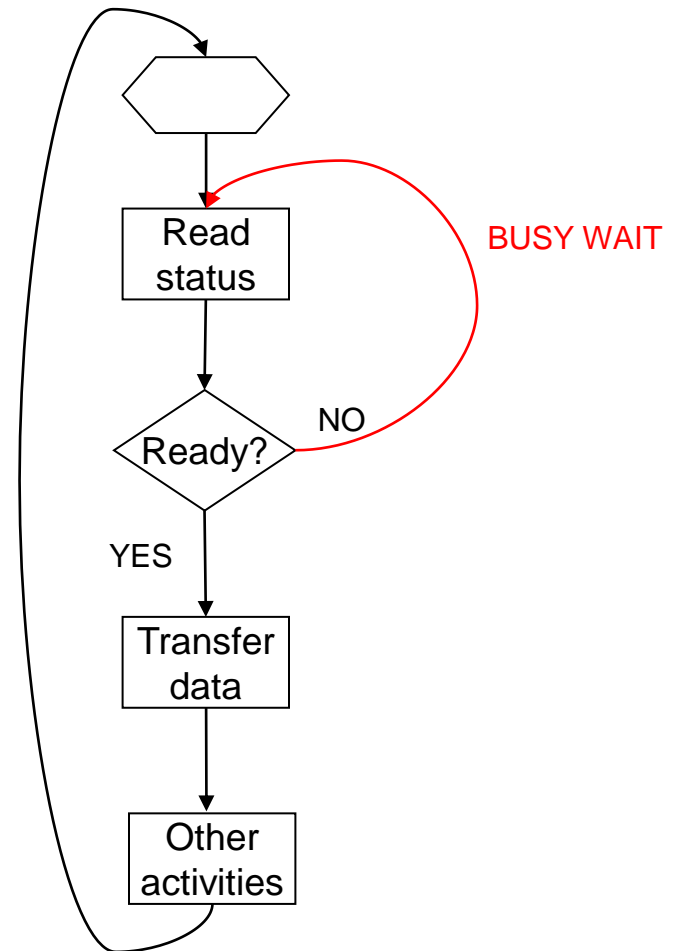 Read
status
BUSY WAIT
NO
Ready?
YES
Transfer
data
Other
activities